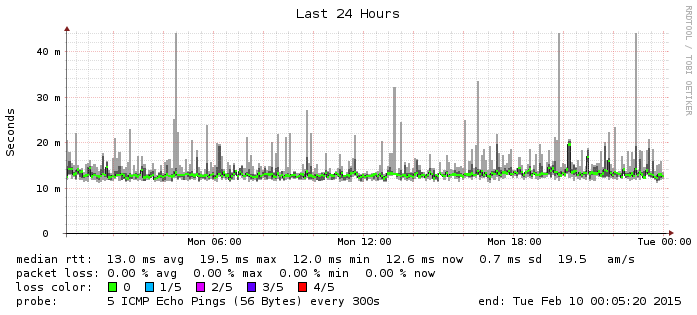 Last 24 Hours
RRDTOOL / TOBI OETIKER
Seconds
40 m
30 m
20 m
10 m
0
Mon 06:00 Mon 12:00 Mon 18:00 Tue 00:00
median rtt: 13.0 ms avg 19.5 ms max 12.0 ms min 12.6 ms now 0.7 ms sd 19.5 am/s
packet loss: 0.00 % avg 0.00 % max 0.00 % min 0.00 % now
loss color: 0 1/5 2/5 3/5 4/5
probe: 5 ICMP Echo Pings (56 Bytes) every 300s end: Tue Feb 10 00:05:20 2015